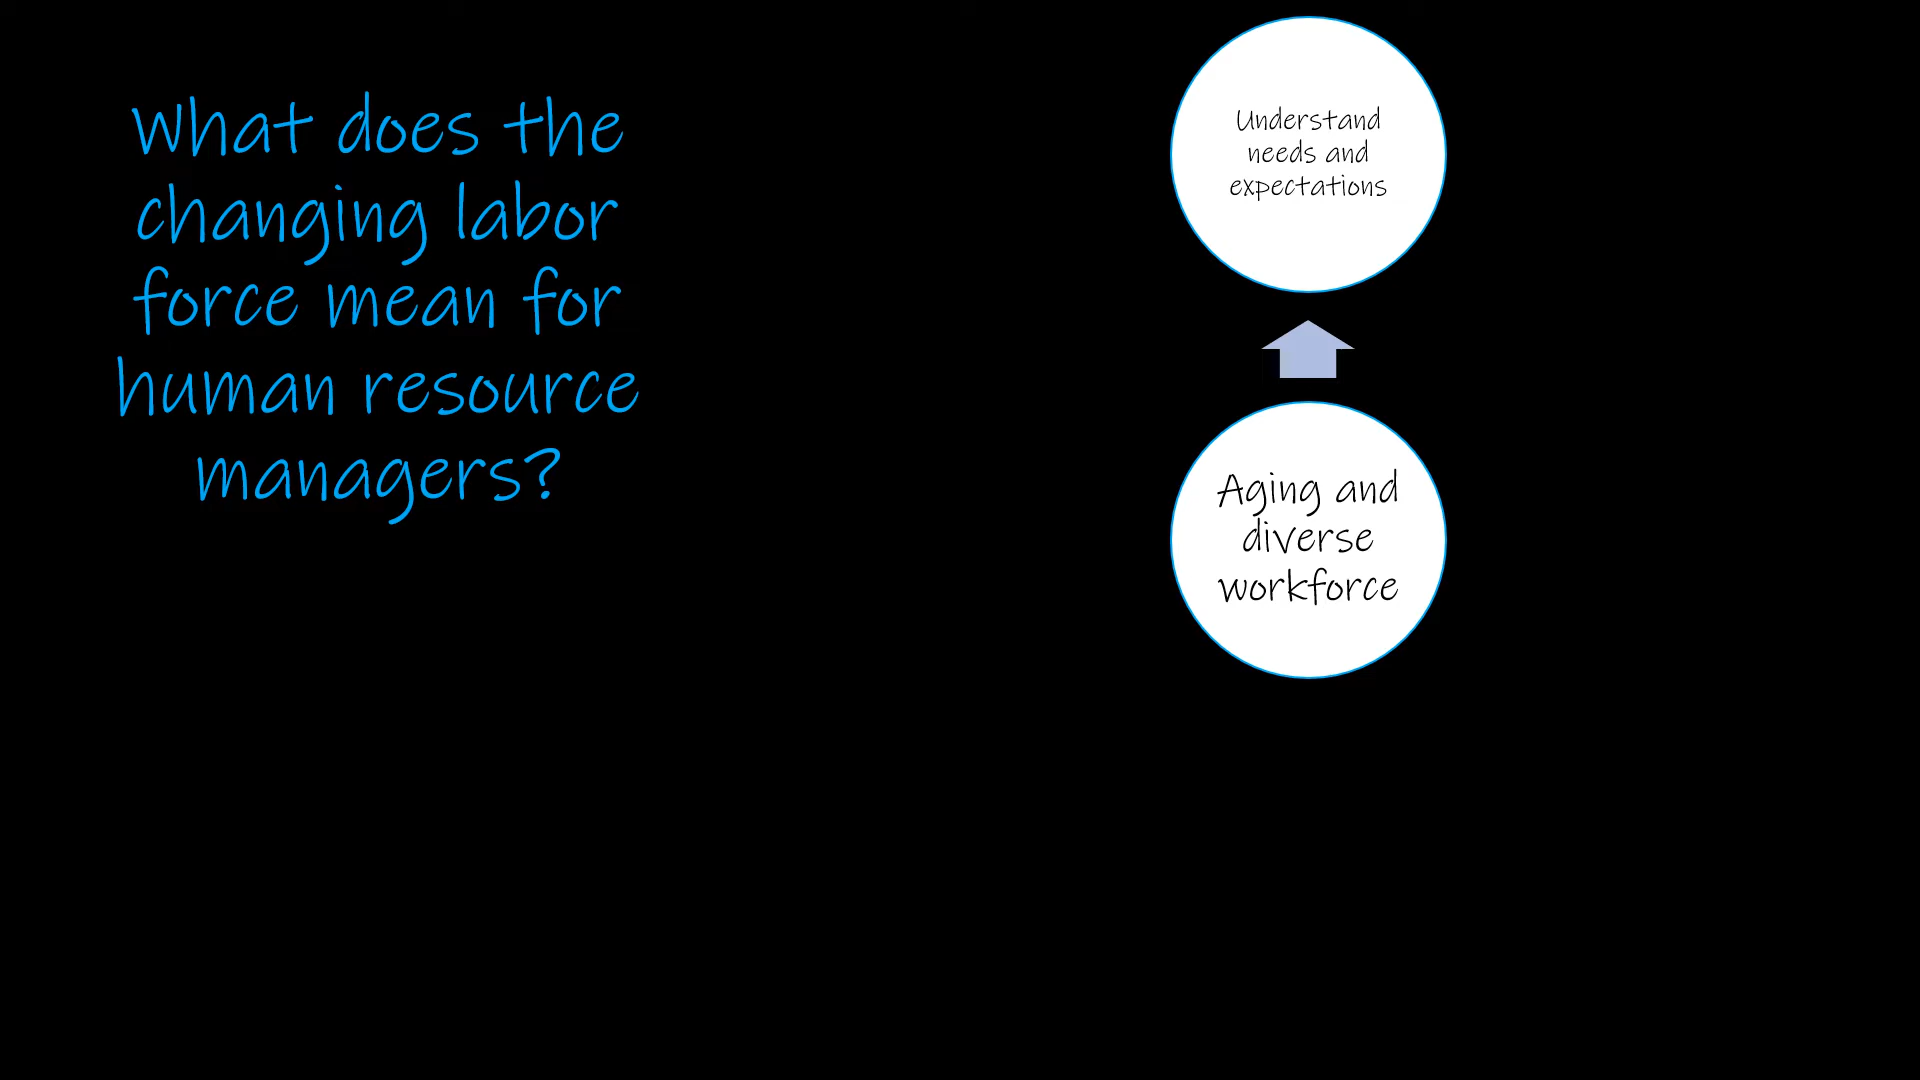 What does the
changing labor
force mean for
human resource
managers?
Understand
needs and
expectations
Aging and
diverse
workforce